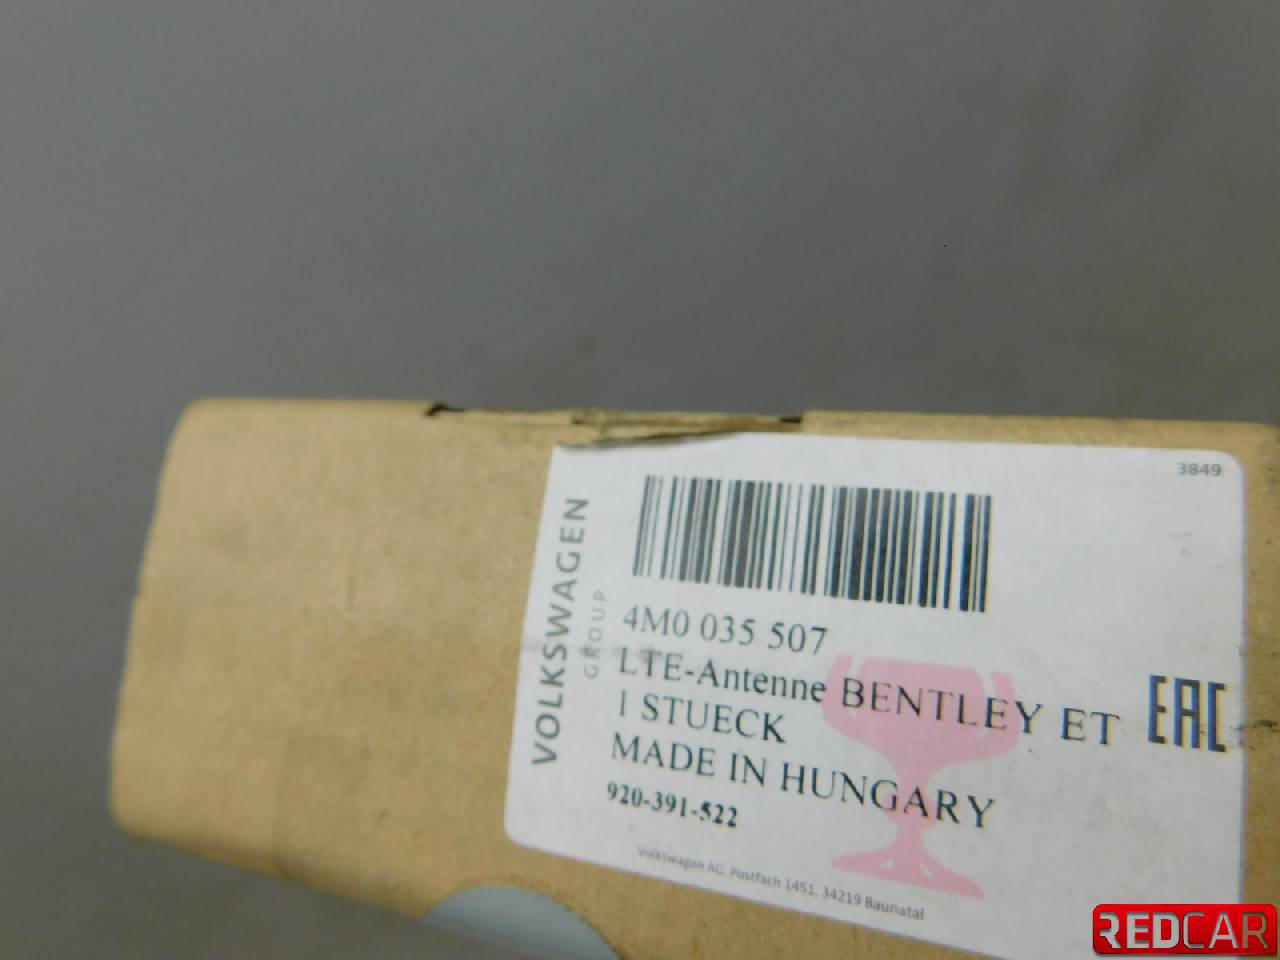 3849
VOLKSWAGEN
GROUP
4M0 035 507
LTE-Antenne BENTLEY ET
1 STUECK
MADE IN HUNGARY
920-391-522
EAC
Volkswagen AG, Postfach 1451, 34219 Baunatal
REDCAR